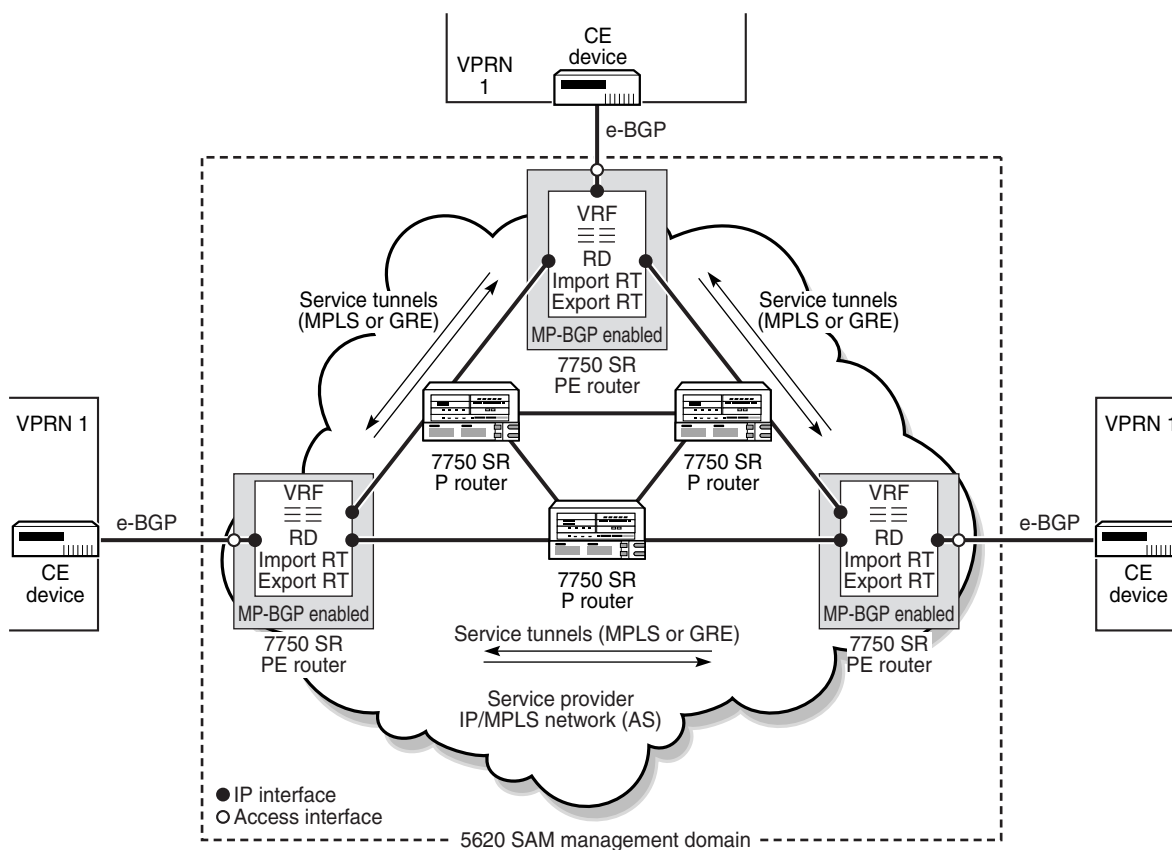 CE
device
VPRN
1
e-BGP
VRF
RD
Import RT
Export RT
MP-BGP enabled
7750 SR
PE router
Service tunnels
(MPLS or GRE)
Service tunnels
(MPLS or GRE)
7750 SR
P router
7750 SR
P router
VPRN 1
CE
device
e-BGP
VRF
RD
Import RT
Export RT
MP-BGP enabled
7750 SR
PE router
7750 SR
P router
VRF
RD
Import RT
Export RT
MP-BGP enabled
7750 SR
PE router
e-BGP
VPRN 1
CE
device
Service tunnels (MPLS or GRE)
Service provider
IP/MPLS network (AS)
IP interface
Access interface
5620 SAM management domain